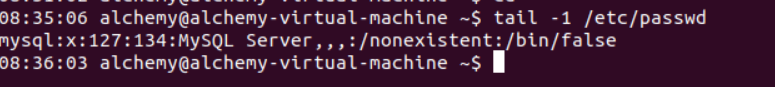 08:35:06 alchemy@alchemy-virtual-machine ~$ tail -1 /etc/passwd
mysql:x:127:134:MySQL Server,,,:/nonexistent:/bin/false
08:36:03 alchemy@alchemy-virtual-machine ~$